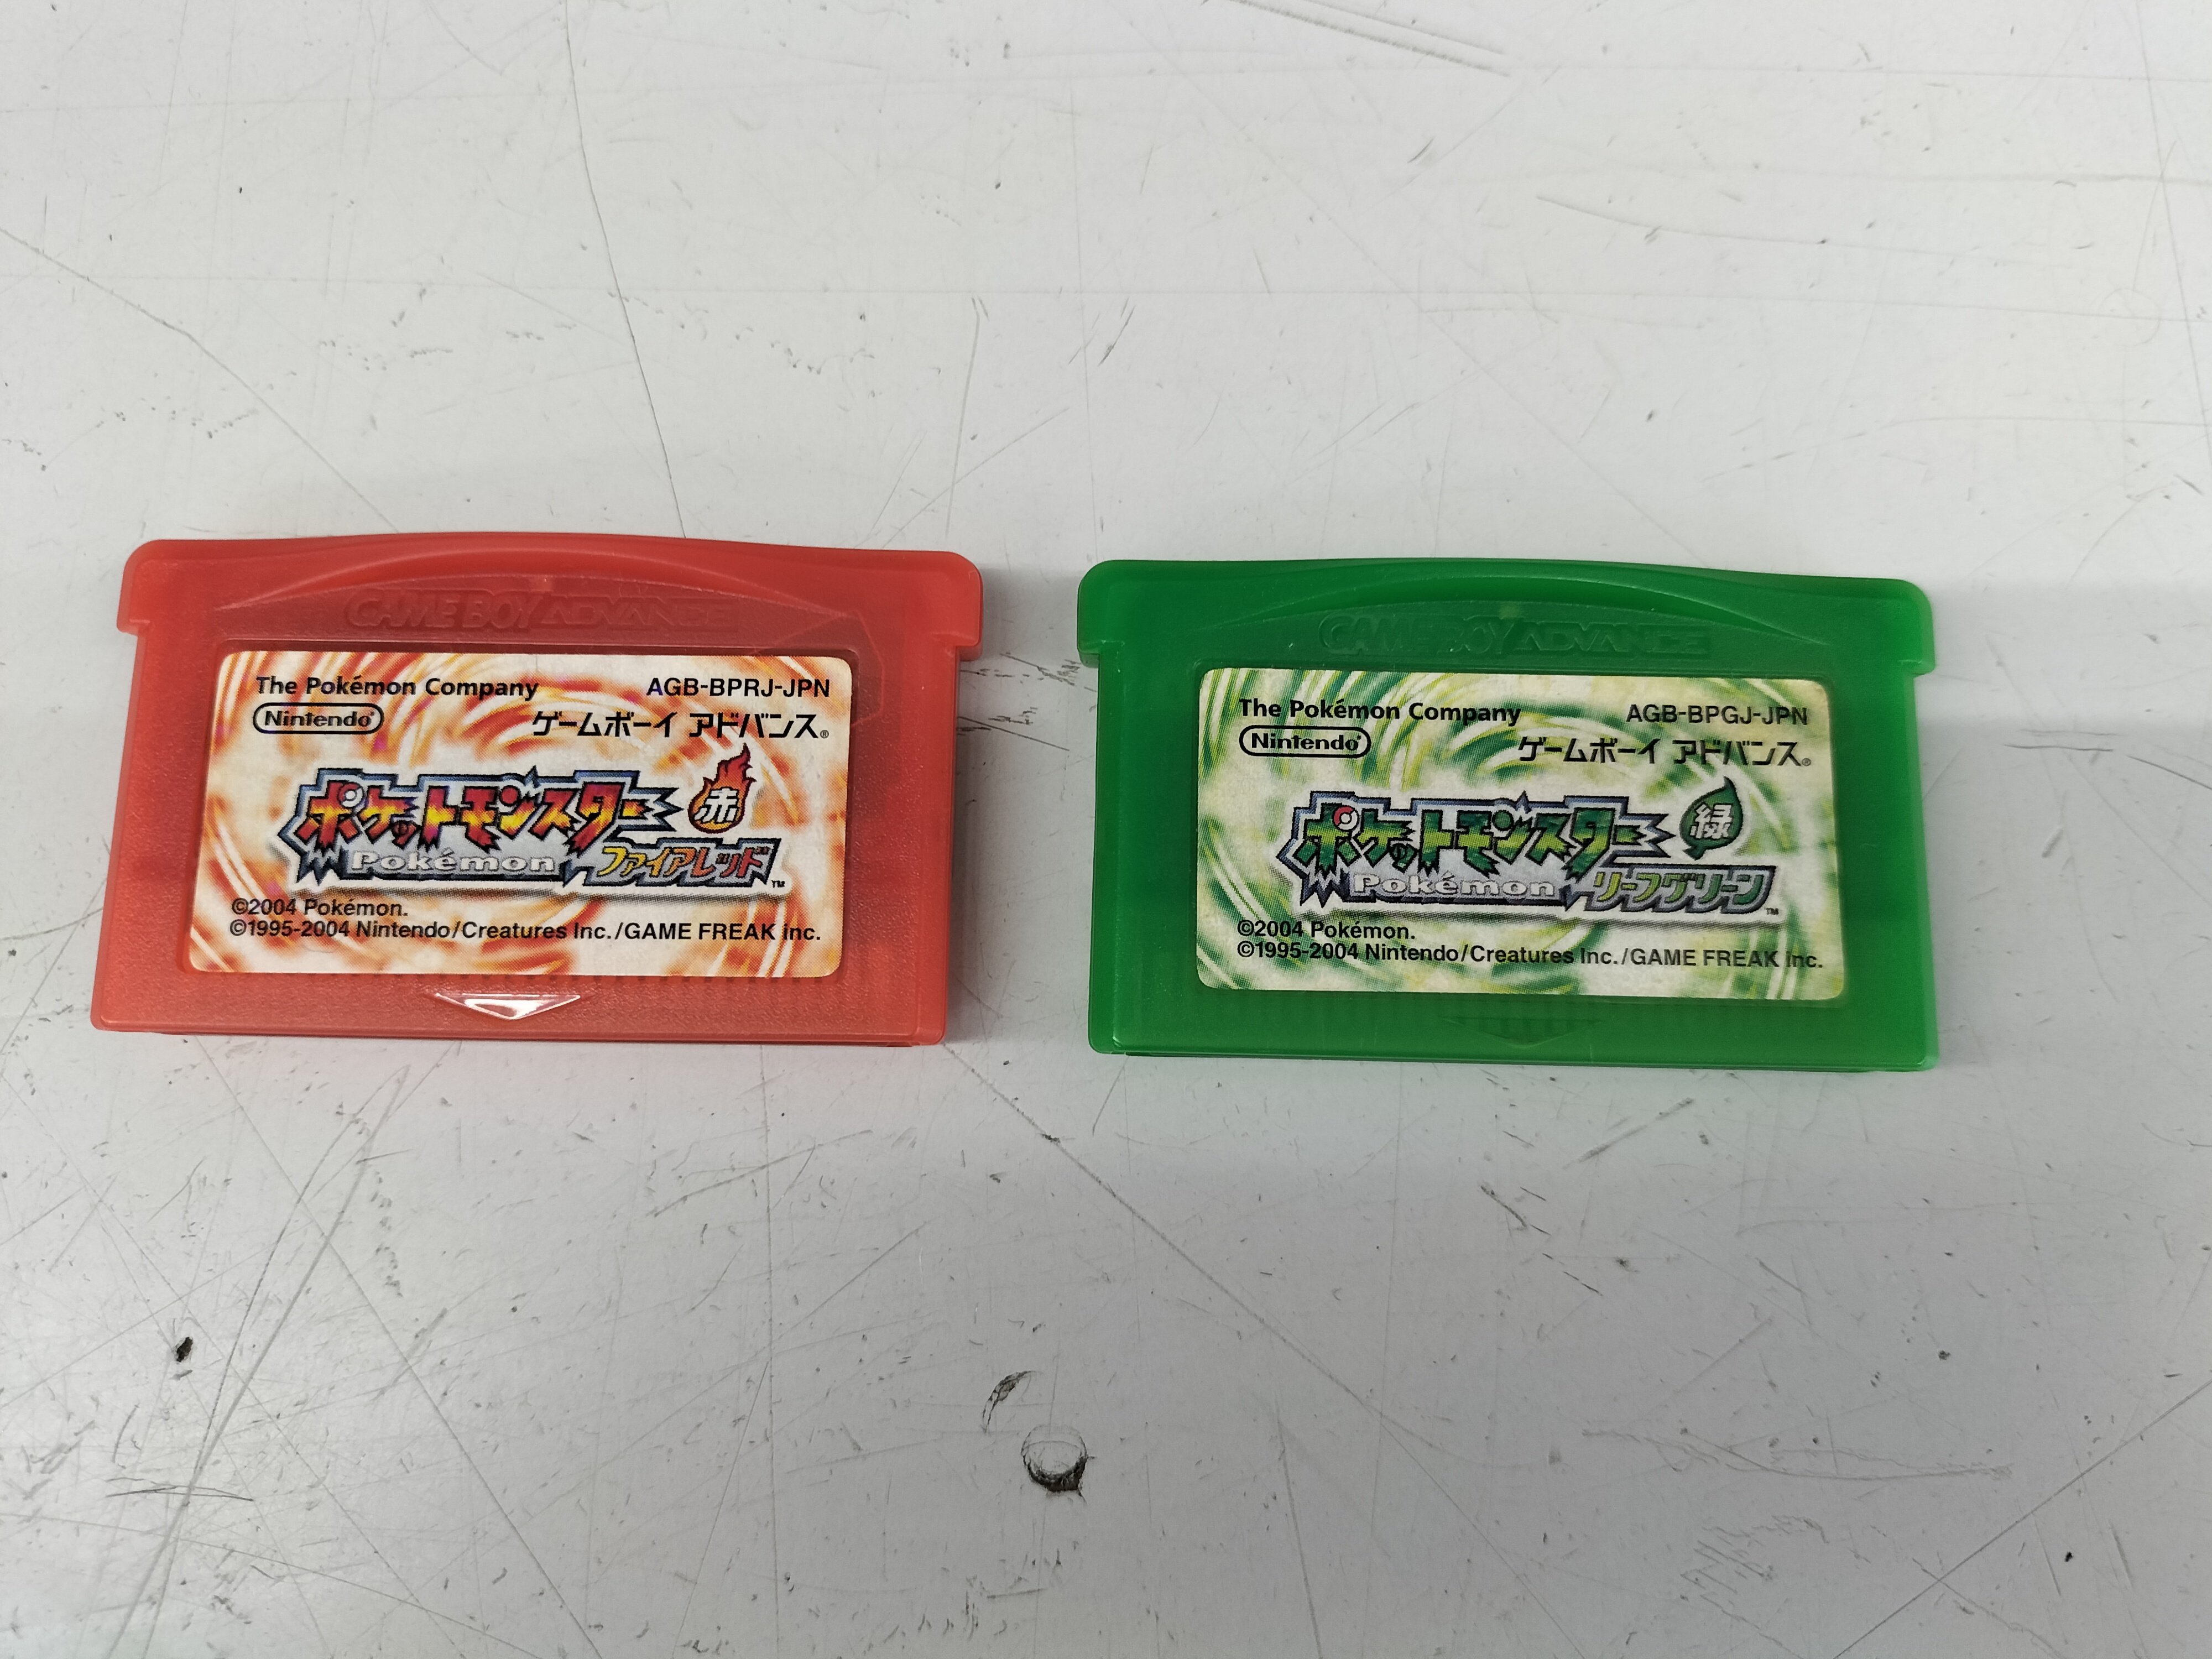 GAME BOY ADVANCE
The Pokémon Company AGB-BPRJ-JPN
Nintendo® ゲームボーイ アドバンス®
ポケットモンスター 赤
Pokémon ファイアレッド™
©2004 Pokémon.
©1995-2004 Nintendo/Creatures Inc./GAME FREAK inc.
GAME BOY ADVANCE
The Pokémon Company AGB-BPGJ-JPN
Nintendo® ゲームボーイ アドバンス®
ポケットモンスター 緑
Pokémon リーフグリーン™
©2004 Pokémon.
©1995-2004 Nintendo/Creatures Inc./GAME FREAK inc.